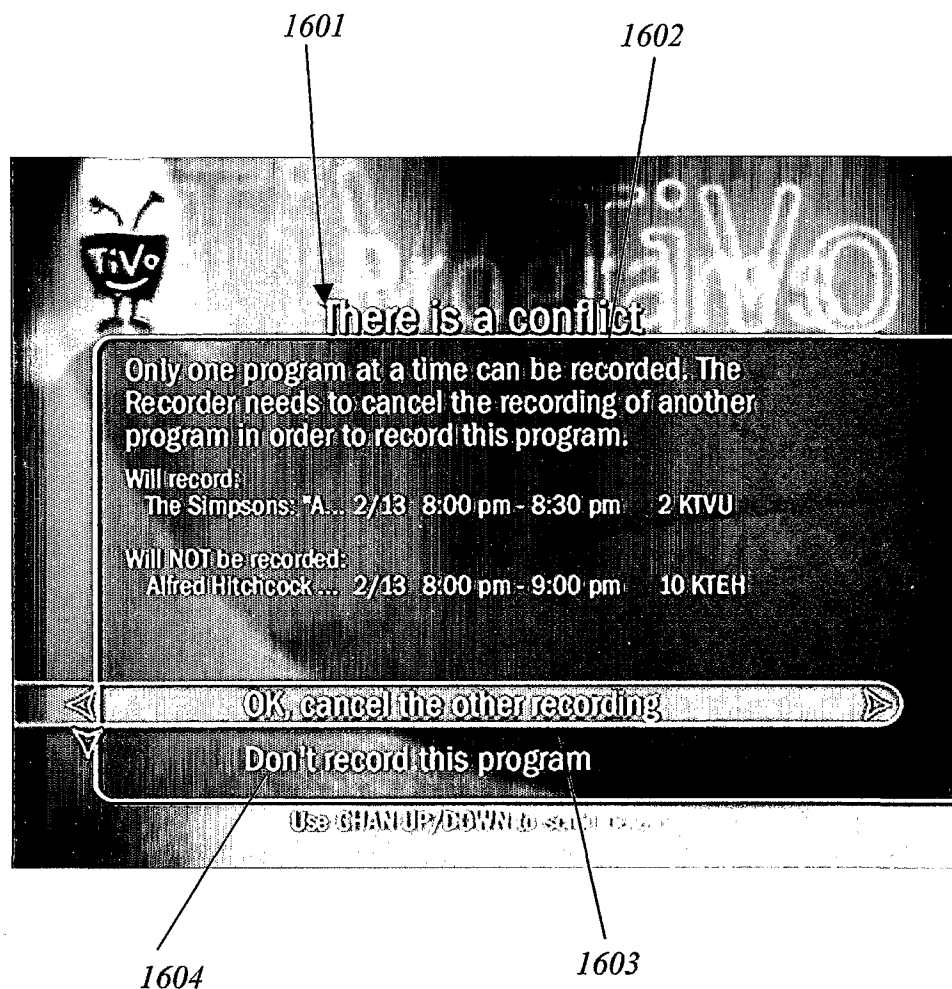 1601
1602
TiVo
TiVo
There is a conflict
Only one program at a time can be recorded. The
Recorder needs to cancel the recording of another
program in order to record this program.
Will record:
The Simpsons: "A... 2/13 8:00 pm - 8:30 pm 2 KTVU
Will NOT be recorded:
Alfred Hitchcock ... 2/13 8:00 pm - 9:00 pm 10 KTEH
OK, cancel the other recording
Don't record this program
Use CHAN UP/DOWN to
1604
1603